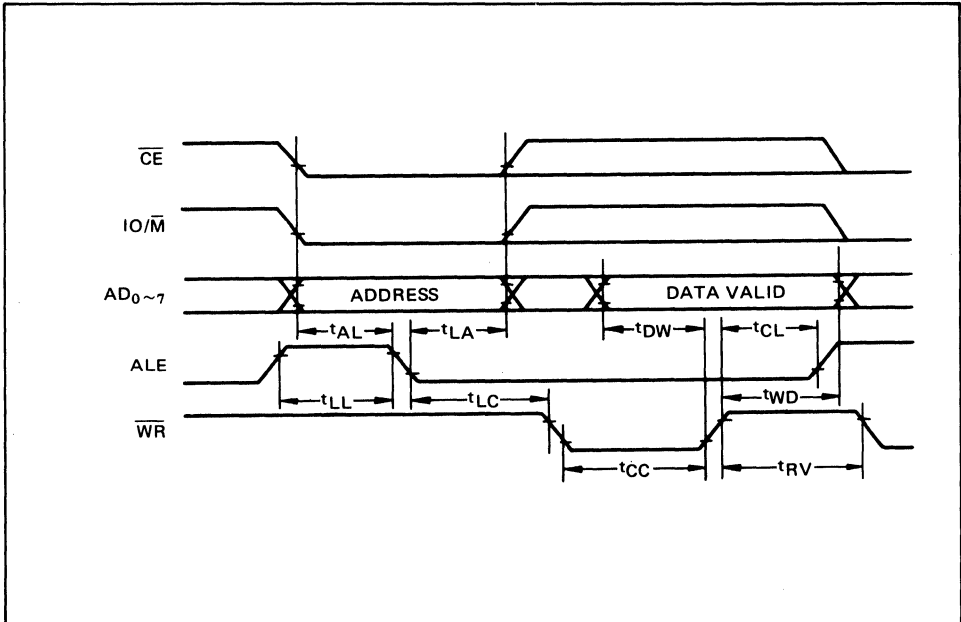 CE
IO/M
AD0~7 ADDRESS DATA VALID
tAL tLA tDW tCL
ALE
tLL tLC tWD
WR
tCC tRV